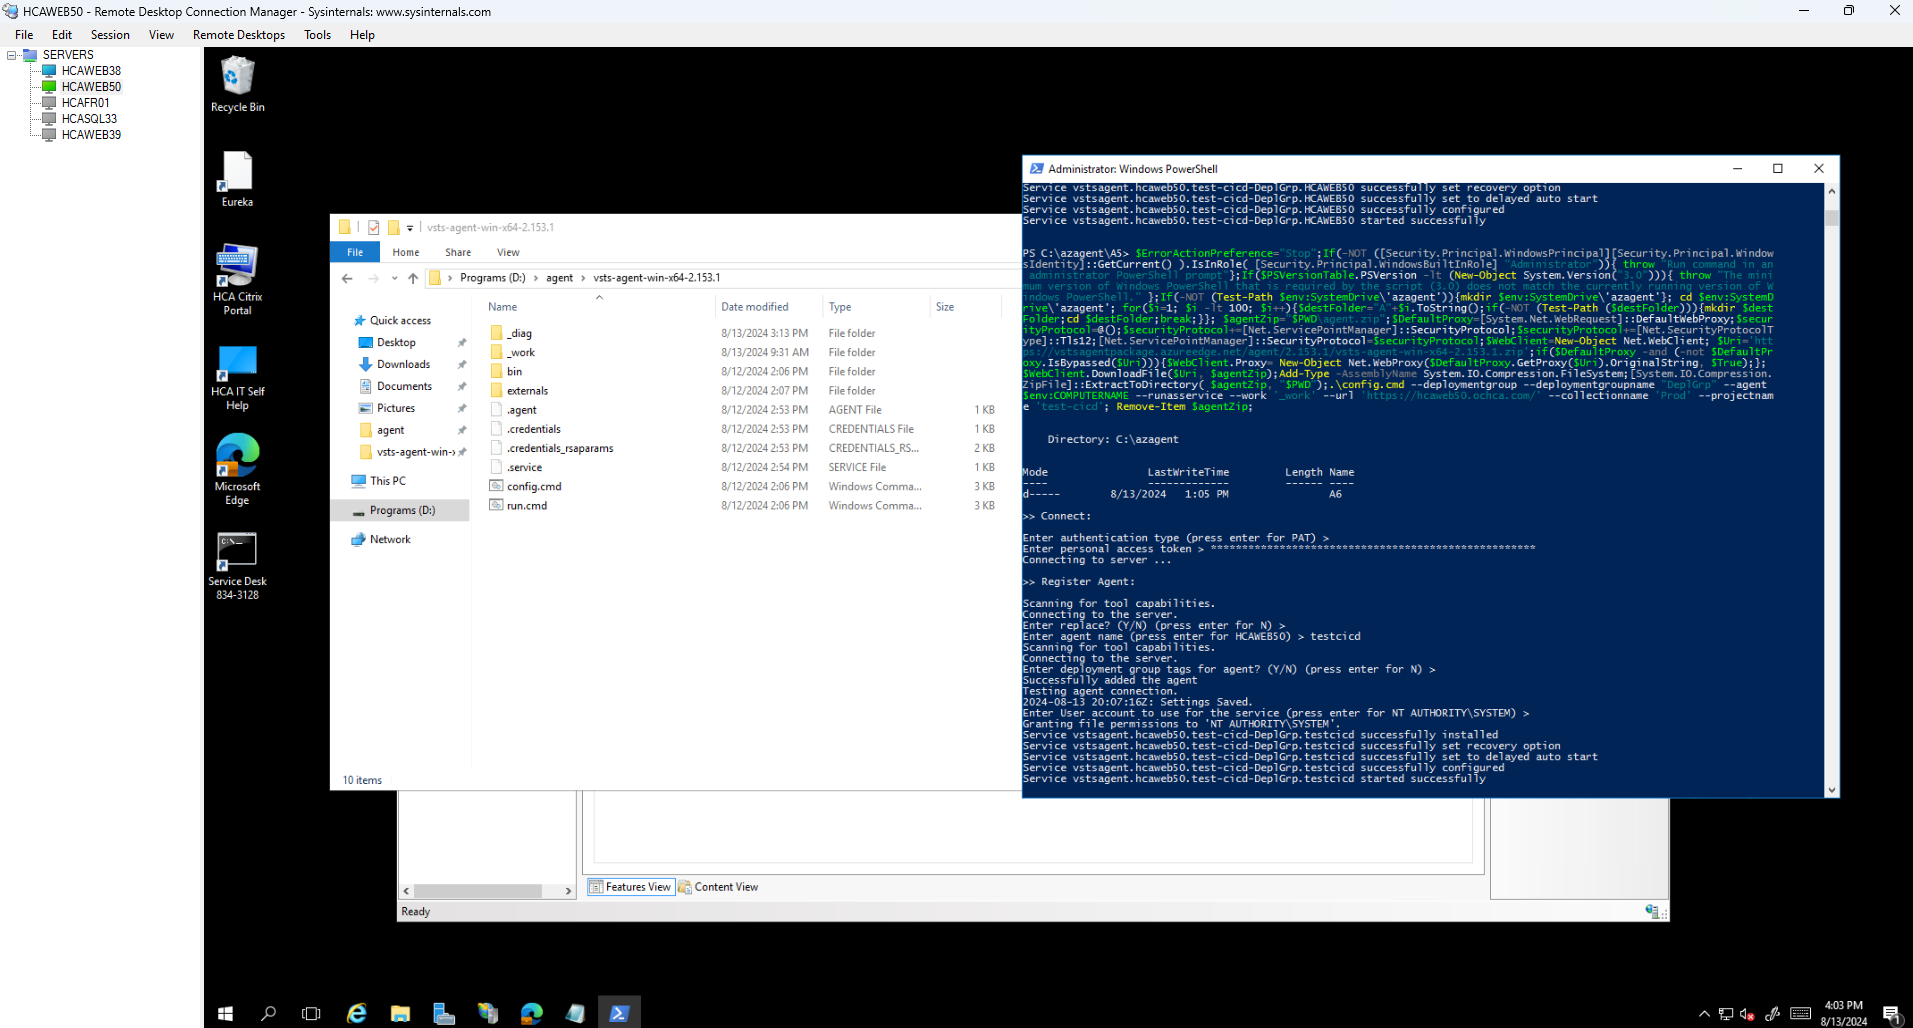 HCAWEB50 - Remote Desktop Connection Manager - Sysinternals: www.sysinternals.com
File Edit Session View Remote Desktops Tools Help
SERVERS
HCAWEB38
HCAWEB50
HCAFR01
HCASQL33
HCAWEB39
Recycle Bin
Eureka
HCA Citrix
Portal
HCA IT Self
Help
Microsoft
Edge
Service Desk
834-3128
vsts-agent-win-x64-2.153.1
File Home Share View
Programs (D:) > agent > vsts-agent-win-x64-2.153.1
Quick access
Desktop
Downloads
Documents
Pictures
agent
vsts-agent-win-x
This PC
Programs (D:)
Network
Name Date modified Type Size
_diag 8/13/2024 3:13 PM File folder
_work 8/13/2024 9:31 AM File folder
bin 8/12/2024 2:06 PM File folder
externals 8/12/2024 2:07 PM File folder
.agent 8/12/2024 2:53 PM AGENT File 1 KB
.credentials 8/12/2024 2:53 PM CREDENTIALS File 1 KB
.credentials_rsaparams 8/12/2024 2:53 PM CREDENTIALS_RS... 2 KB
.service 8/12/2024 2:54 PM SERVICE File 1 KB
config.cmd 8/12/2024 2:06 PM Windows Comma... 3 KB
run.cmd 8/12/2024 2:06 PM Windows Comma... 3 KB
10 items
Administrator: Windows PowerShell
Service vstsagent.hcaweb50.test-cicd-DeplGrp.HCAWEB50 successfully set recovery option
Service vstsagent.hcaweb50.test-cicd-DeplGrp.HCAWEB50 successfully set to delayed auto start
Service vstsagent.hcaweb50.test-cicd-DeplGrp.HCAWEB50 successfully configured
Service vstsagent.hcaweb50.test-cicd-DeplGrp.HCAWEB50 started successfully
PS C:\azagent\A5> $ErrorActionPreference="Stop";If(-NOT ([Security.Principal.WindowsPrincipal][Security.Principal.Window
sIdentity]::GetCurrent() ).IsInRole( [Security.Principal.WindowsBuiltInRole] "Administrator")){ throw "Run command in an
administrator PowerShell prompt"};If($PSVersionTable.PSVersion -lt (New-Object System.Version("3.0"))){ throw "The mini
mum version of Windows PowerShell that is required by the script (3.0) does not match the currently running version of W
indows PowerShell." };If(-NOT (Test-Path $env:SystemDrive\'azagent')){mkdir $env:SystemDrive\'azagent'}; cd $env:SystemD
rive\'azagent'; for($i=1; $i -lt 100; $i++){$destFolder="A"+$i.ToString();if(-NOT (Test-Path ($destFolder))){mkdir $dest
Folder;cd $destFolder;break;}}; $agentZip="$PWD\agent.zip";$DefaultProxy=[System.Net.WebRequest]::DefaultWebProxy;$secur
ityProtocol=@();$securityProtocol+=[Net.ServicePointManager]::SecurityProtocol;$securityProtocol+=[Net.SecurityProtocolT
ype]::Tls12;[Net.ServicePointManager]::SecurityProtocol=$securityProtocol;$WebClient=New-Object Net.WebClient; $Uri='htt
ps://vstsagentpackage.azureedge.net/agent/2.153.1/vsts-agent-win-x64-2.153.1.zip';if($DefaultProxy -and (-not $DefaultPr
oxy.IsBypassed($Uri))){$WebClient.Proxy= New-Object Net.WebProxy($DefaultProxy.GetProxy($Uri).OriginalString, $True);};
$WebClient.DownloadFile($Uri, $agentZip);Add-Type -AssemblyName System.IO.Compression.FileSystem;[System.IO.Compression.
ZipFile]::ExtractToDirectory( $agentZip, "$PWD");.\config.cmd --deploymentgroup --deploymentgroupname "DeplGrp" --agent
$env:COMPUTERNAME --runasservice --work '_work' --url 'https://hcaweb50.ochca.com/' --collectionname 'Prod' --projectnam
e 'test-cicd'; Remove-Item $agentZip;
Directory: C:\azagent
Mode LastWriteTime Length Name
---- ------------- ------ ----
d----- 8/13/2024 1:05 PM A6
>> Connect:
Enter authentication type (press enter for PAT) >
Enter personal access token > ****************************************************
Connecting to server ...
>> Register Agent:
Scanning for tool capabilities.
Connecting to the server.
Enter replace? (Y/N) (press enter for N) >
Enter agent name (press enter for HCAWEB50) > testcicd
Scanning for tool capabilities.
Connecting to the server.
Enter deployment group tags for agent? (Y/N) (press enter for N) >
Successfully added the agent
Testing agent connection.
2024-08-13 20:07:16Z: Settings Saved.
Enter User account to use for the service (press enter for NT AUTHORITY\SYSTEM) >
Granting file permissions to 'NT AUTHORITY\SYSTEM'.
Service vstsagent.hcaweb50.test-cicd-DeplGrp.testcicd successfully installed
Service vstsagent.hcaweb50.test-cicd-DeplGrp.testcicd successfully set recovery option
Service vstsagent.hcaweb50.test-cicd-DeplGrp.testcicd successfully set to delayed auto start
Service vstsagent.hcaweb50.test-cicd-DeplGrp.testcicd successfully configured
Service vstsagent.hcaweb50.test-cicd-DeplGrp.testcicd started successfully
Features View Content View
Ready
4:03 PM
8/13/2024
1